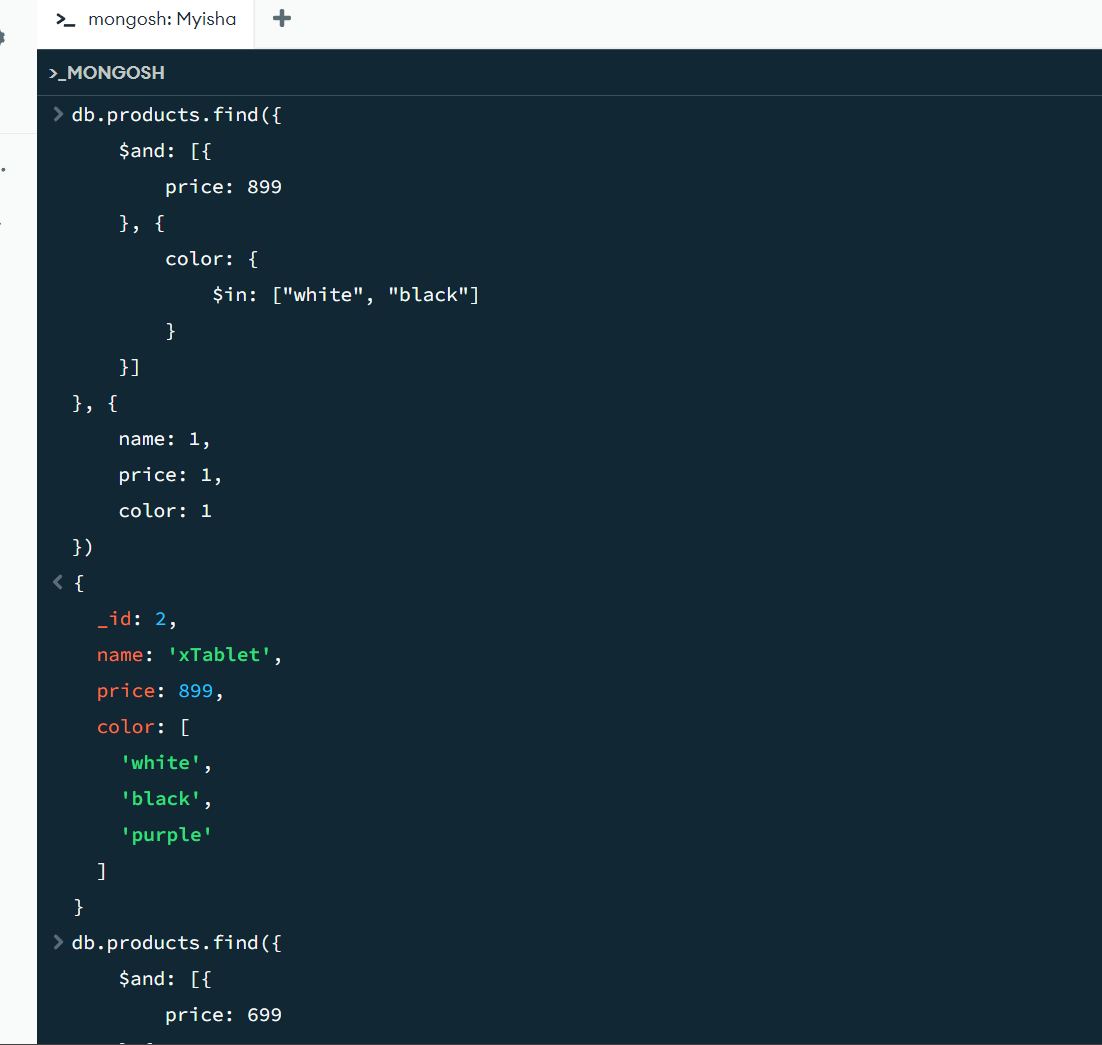 mongosh: Myisha
>_MONGOSH
db.products.find({
$and: [{
price: 899
}, {
color: {
$in: ["white", "black"]
}
}]
}, {
name: 1,
price: 1,
color: 1
})
{
_id: 2,
name: 'xTablet',
price: 899,
color: [
'white',
'black',
'purple'
]
}
db.products.find({
$and: [{
price: 699